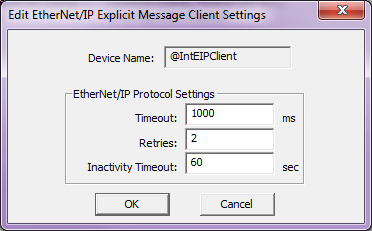 Edit EtherNet/IP Explicit Message Client Settings
Device Name: @IntEIPClient
EtherNet/IP Protocol Settings
Timeout: 1000 ms
Retries: 2
Inactivity Timeout: 60 sec
OK Cancel